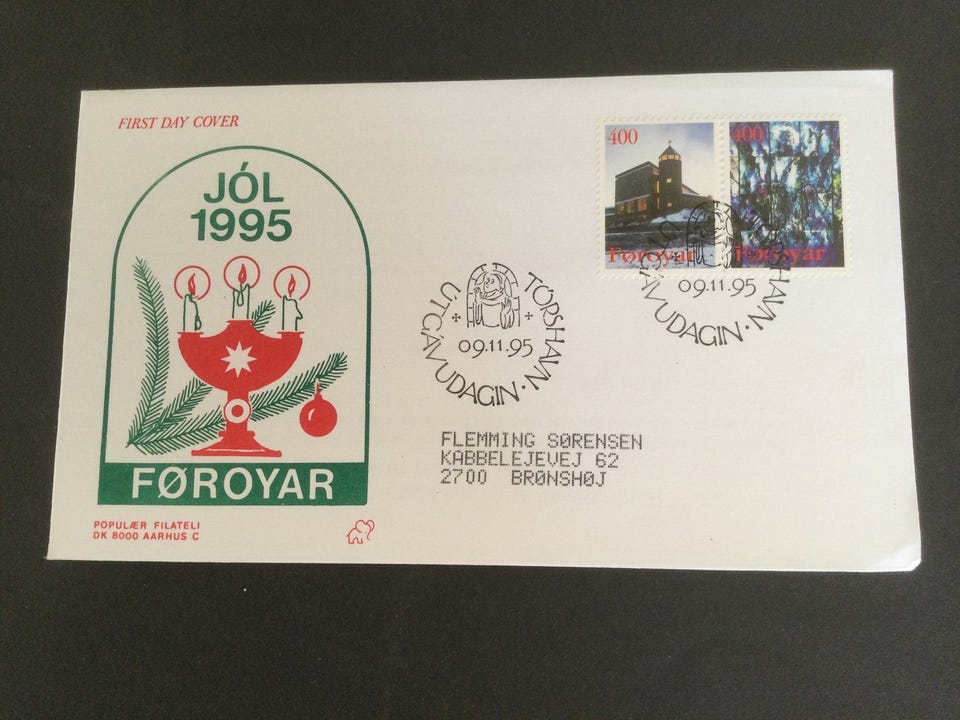 FIRST DAY COVER
JÓL
1995
FØROYAR
POPULÆR FILATELI
DK 8000 AARHUS C
400
Føroyar
400
Føroyar
ÚTGÁVUDAGIN · TÓRSHAVN
09.11.95
ÚTGÁVUDAGIN · TÓRSHAVN
09.11.95
FLEMMING SØRENSEN
KABBELEJEVEJ 62
2700 BRØNSHØJ